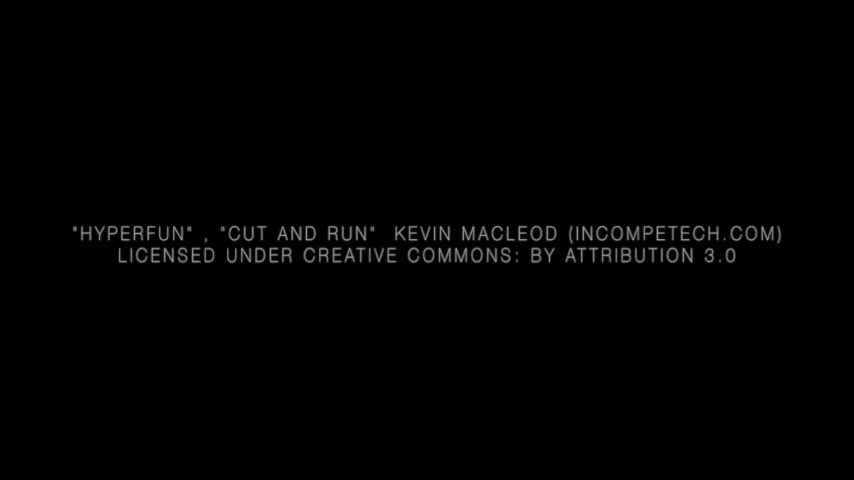 "HYPERFUN" , "CUT AND RUN"  KEVIN MACLEOD (INCOMPETECH.COM)
LICENSED UNDER CREATIVE COMMONS: BY ATTRIBUTION 3.0